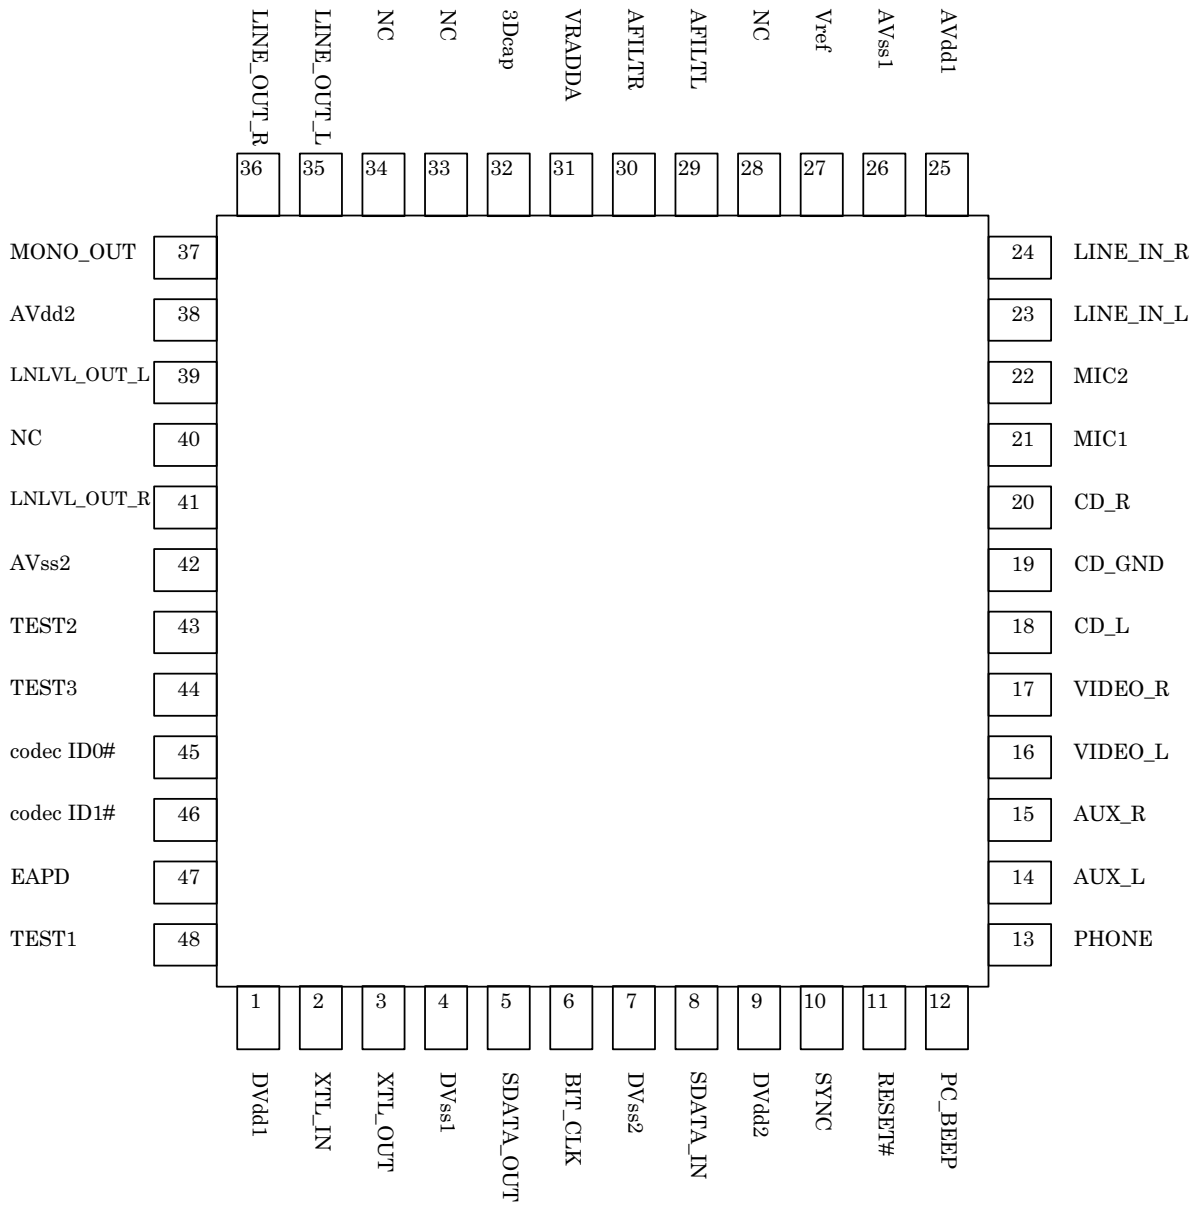 LINE_OUT_R
LINE_OUT_L
NC
NC
3Dcap
VRADDA
AFILTR
AFILTL
NC
Vref
AVss1
AVdd1
36
35
34
33
32
31
30
29
28
27
26
25
MONO_OUT 37
24 LINE_IN_R
AVdd2 38
23 LINE_IN_L
LNLVL_OUT_L 39
22 MIC2
NC 40
21 MIC1
LNLVL_OUT_R 41
20 CD_R
AVss2 42
19 CD_GND
TEST2 43
18 CD_L
TEST3 44
17 VIDEO_R
codec ID0# 45
16 VIDEO_L
codec ID1# 46
15 AUX_R
EAPD 47
14 AUX_L
TEST1 48
13 PHONE
1
2
3
4
5
6
7
8
9
10
11
12
DVdd1
XTL_IN
XTL_OUT
DVss1
SDATA_OUT
BIT_CLK
DVss2
SDATA_IN
DVdd2
SYNC
RESET#
PC_BEEP